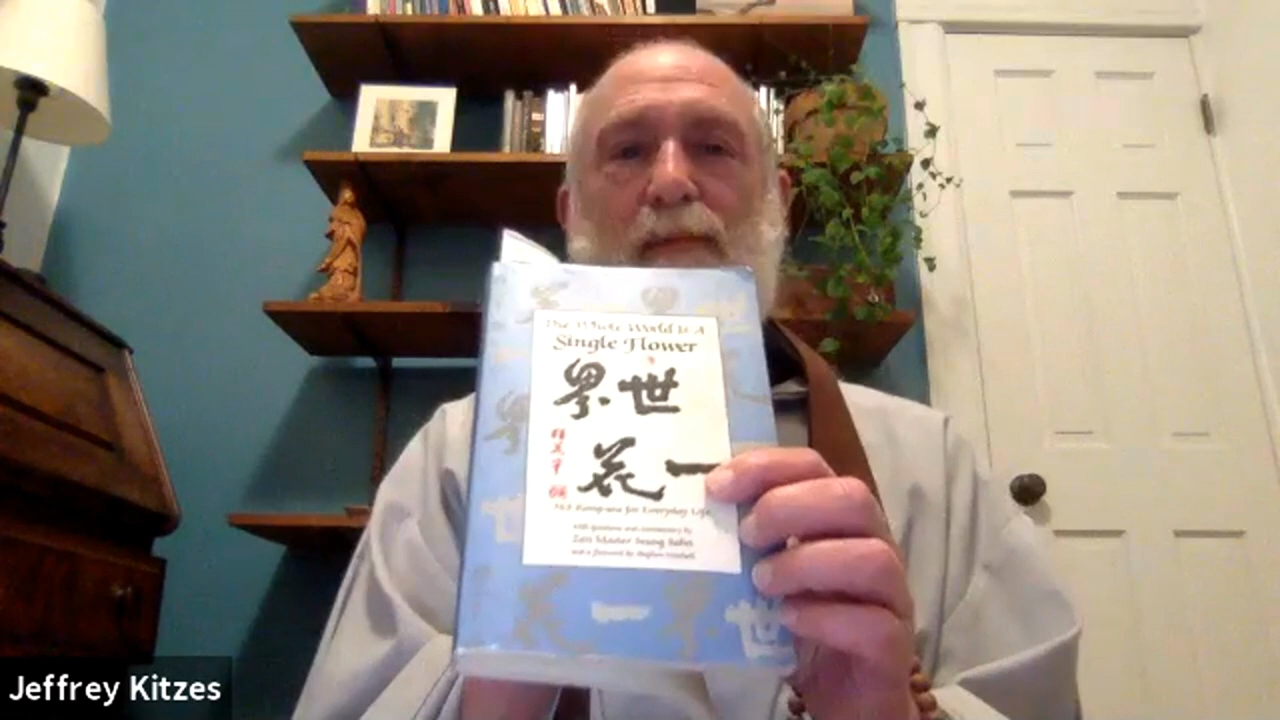 The Whole World Is A
Single Flower
世界
一花
365 Kong-ans for Everyday Life
with questions and commentary by
Zen Master Seung Sahn
and a foreword by Stephen Mitchell
Jeffrey Kitzes